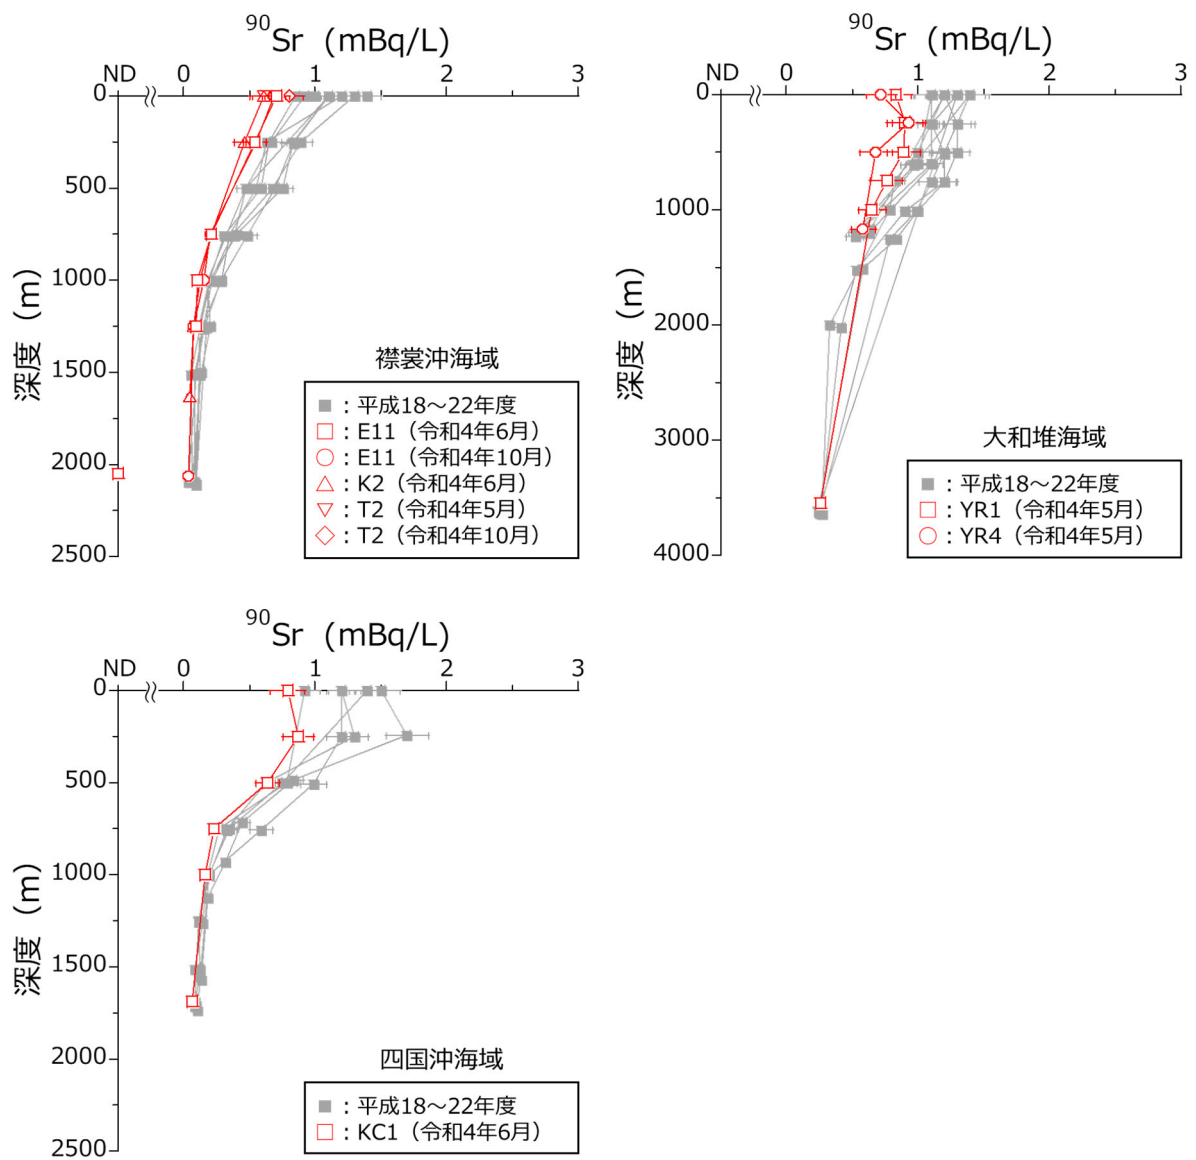 90Sr (mBq/L)
ND 0 1 2 3
0
500
1000
1500
2000
2500
深度 (m)
襟裳沖海域
：平成18～22年度
：E11（令和4年6月）
：E11（令和4年10月）
：K2（令和4年6月）
：T2（令和4年5月）
：T2（令和4年10月）
90Sr (mBq/L)
ND 0 1 2 3
0
1000
2000
3000
4000
深度 (m)
大和堆海域
：平成18～22年度
：YR1（令和4年5月）
：YR4（令和4年5月）
90Sr (mBq/L)
ND 0 1 2 3
0
500
1000
1500
2000
2500
深度 (m)
四国沖海域
：平成18～22年度
：KC1（令和4年6月）